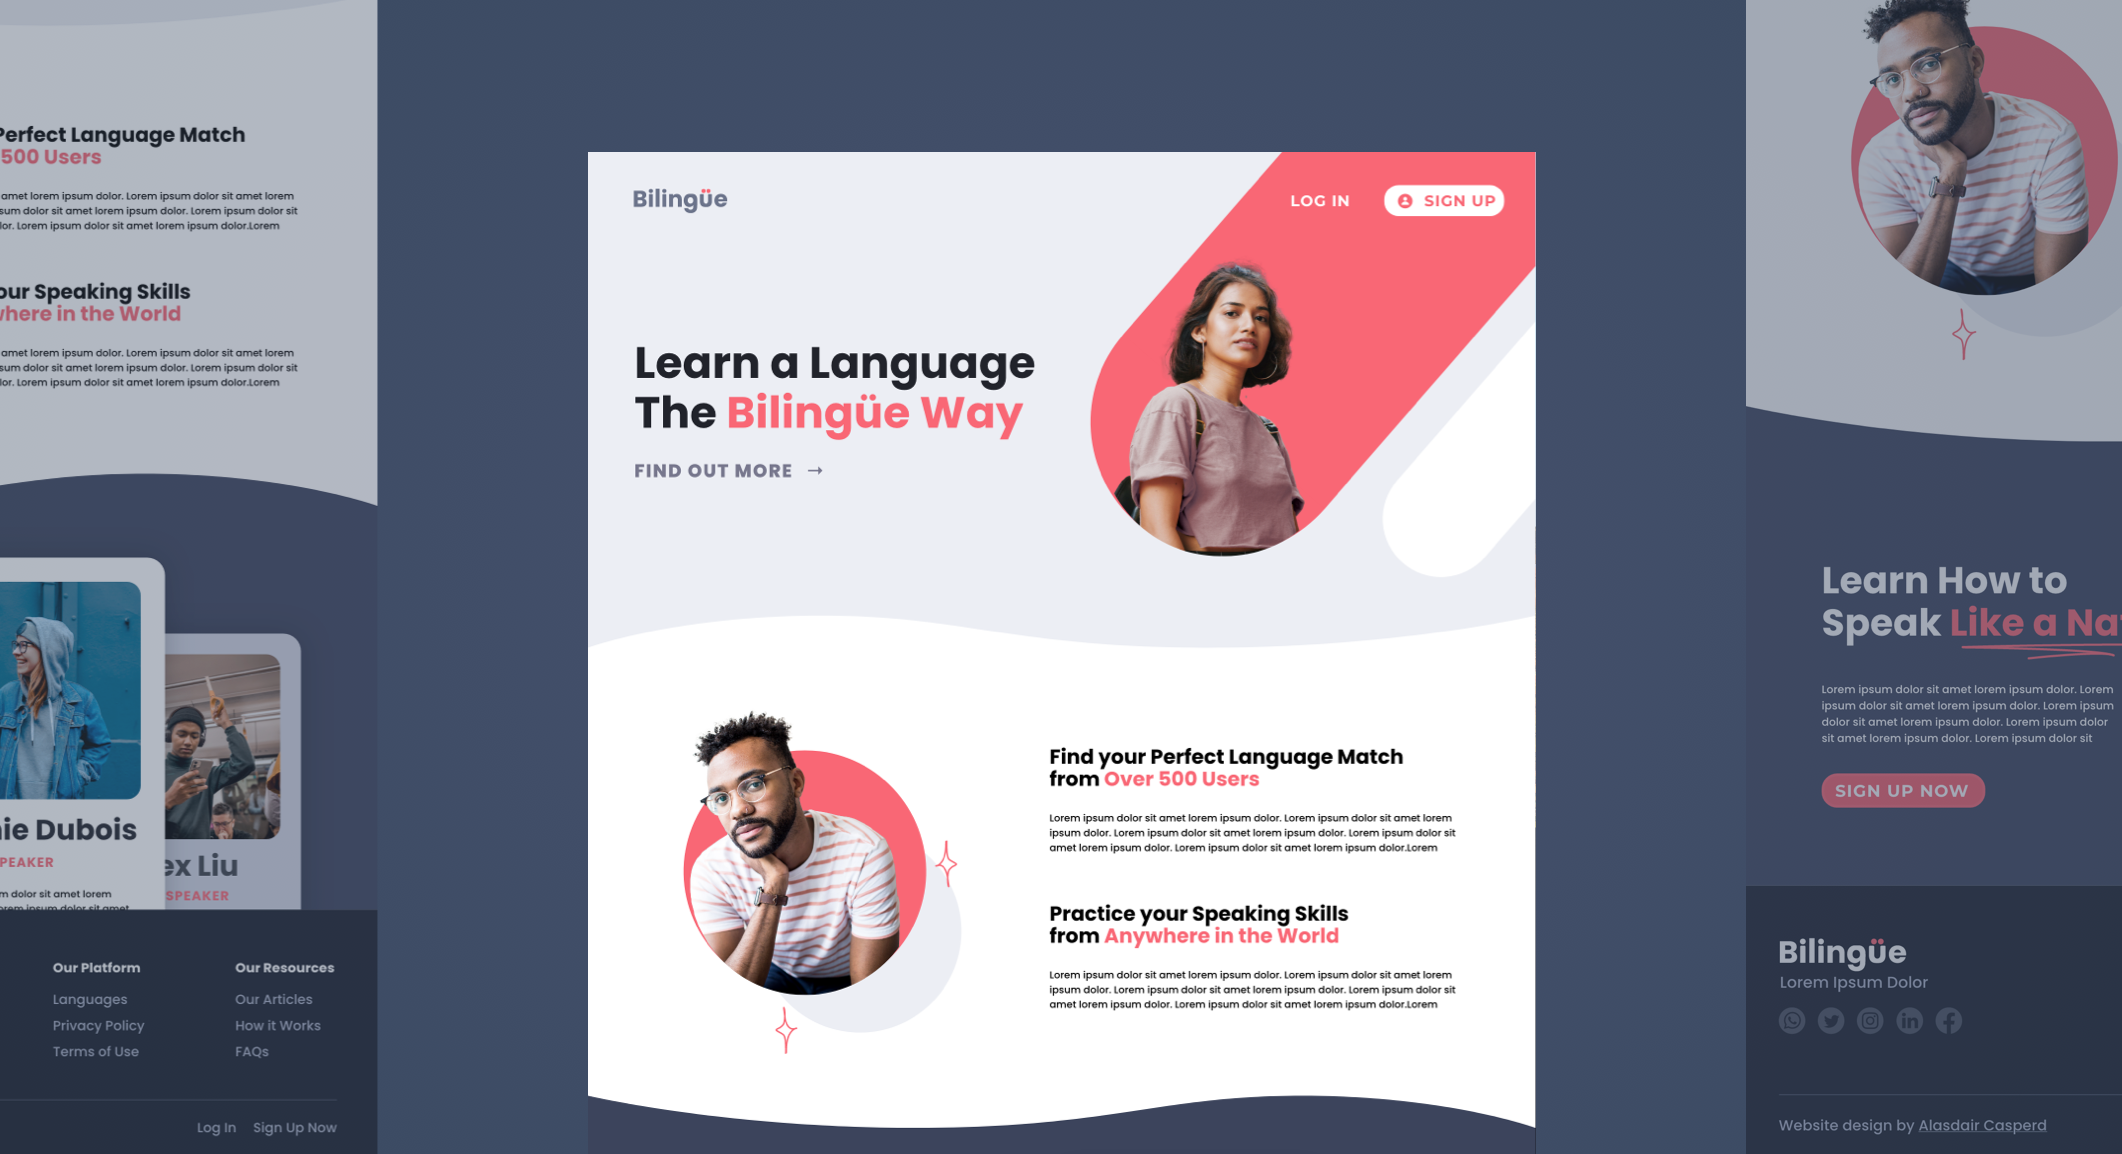 Perfect Language Match
500 Users
amet lorem ipsum dolor. Lorem ipsum dolor sit amet lorem
dolor sit amet lorem ipsum dolor. Lorem ipsum dolor sit
Lorem ipsum dolor sit amet lorem ipsum dolor.Lorem
Speaking Skills
in the World
amet lorem ipsum dolor. Lorem ipsum dolor sit amet lorem
dolor sit amet lorem ipsum dolor. Lorem ipsum dolor sit
Lorem ipsum dolor sit amet lorem ipsum dolor.Lorem
Dubois
dolor sit amet lorem
Liu
SPEAKER
Our Platform
Languages
Privacy Policy
Terms of Use
Our Resources
Our Articles
How it Works
FAQs
Log In Sign Up Now
Bilingüe
LOG IN
SIGN UP
Learn a Language
The Bilingüe Way
FIND OUT MORE →
Find your Perfect Language Match
from Over 500 Users
Lorem ipsum dolor sit amet lorem ipsum dolor. Lorem ipsum dolor sit amet lorem
ipsum dolor. Lorem ipsum dolor sit amet lorem ipsum dolor. Lorem ipsum dolor sit
amet lorem ipsum dolor. Lorem ipsum dolor sit amet lorem ipsum dolor.Lorem
Practice your Speaking Skills
from Anywhere in the World
Lorem ipsum dolor sit amet lorem ipsum dolor. Lorem ipsum dolor sit amet lorem
ipsum dolor. Lorem ipsum dolor sit amet lorem ipsum dolor. Lorem ipsum dolor sit
amet lorem ipsum dolor. Lorem ipsum dolor sit amet lorem ipsum dolor.Lorem
Learn How to
Speak Like a
Lorem ipsum dolor sit amet lorem ipsum dolor. Lorem
ipsum dolor sit amet lorem ipsum dolor. Lorem ipsum
dolor sit amet lorem ipsum dolor. Lorem ipsum dolor
sit amet lorem ipsum dolor. Lorem ipsum dolor sit
SIGN UP NOW
Bilingüe
Lorem Ipsum Dolor
Website design by Alasdair Casperd